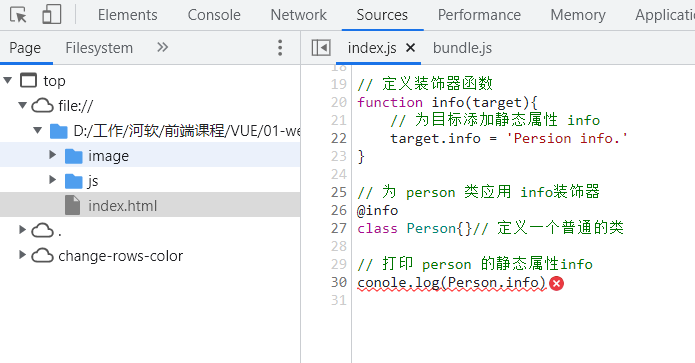 Elements Console Network Sources Performance Memory Applicati
Page Filesystem
index.js bundle.js
top
file://
D:/工作/河软/前端课程/VUE/01-we
image
js
index.html
.
change-rows-color
18
19 // 定义装饰器函数
20 function info(target){
21 // 为目标添加静态属性 info
22 target.info = 'Persion info.'
23 }
24
25 // 为 person 类应用 info装饰器
26 @info
27 class Person{}// 定义一个普通的类
28
29 // 打印 person 的静态属性info
30 conole.log(Person.info)
31